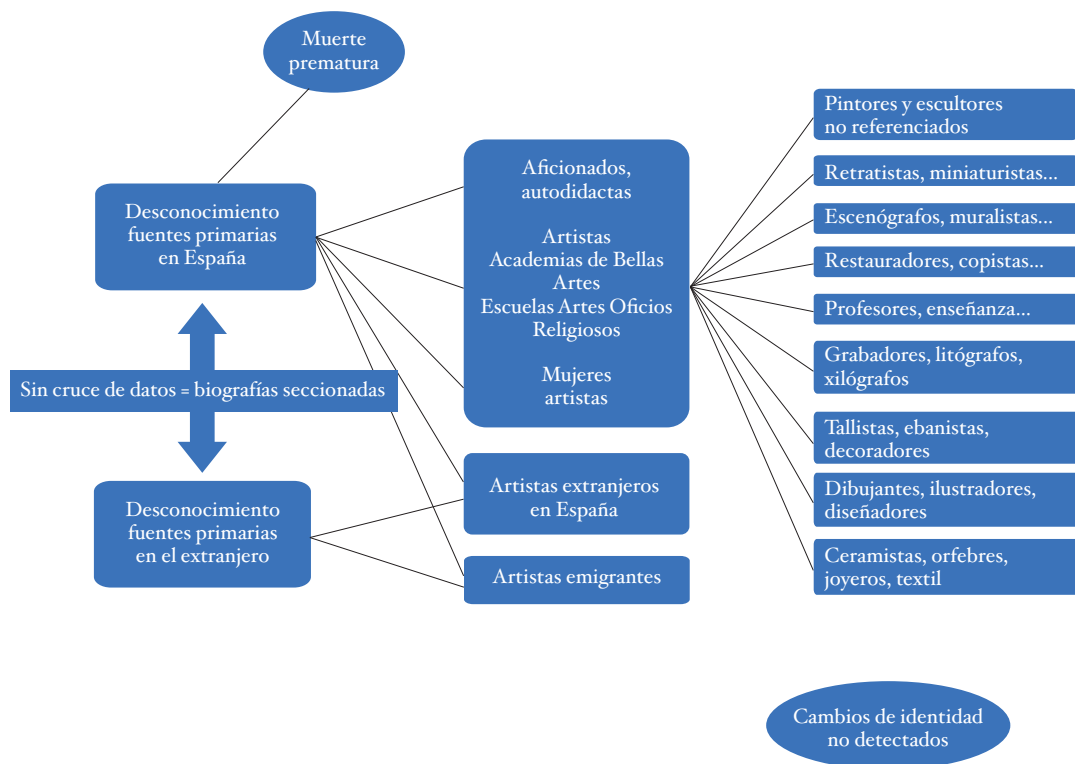 Muerte
prematura
Desconocimiento
fuentes primarias
en España
Sin cruce de datos = biografías seccionadas
Desconocimiento
fuentes primarias
en el extranjero
Aficionados,
autodidactas
Artistas
Academias de Bellas
Artes
Escuelas Artes Oficios
Religiosos
Mujeres
artistas
Artistas extranjeros
en España
Artistas emigrantes
Pintores y escultores
no referenciados
Retratistas, miniaturistas...
Escenógrafos, muralistas...
Restauradores, copistas...
Profesores, enseñanza...
Grabadores, litógrafos,
xilógrafos
Tallistas, ebanistas,
decoradores
Dibujantes, ilustradores,
diseñadores
Ceramistas, orfebres,
joyeros, textil
Cambios de identidad
no detectados